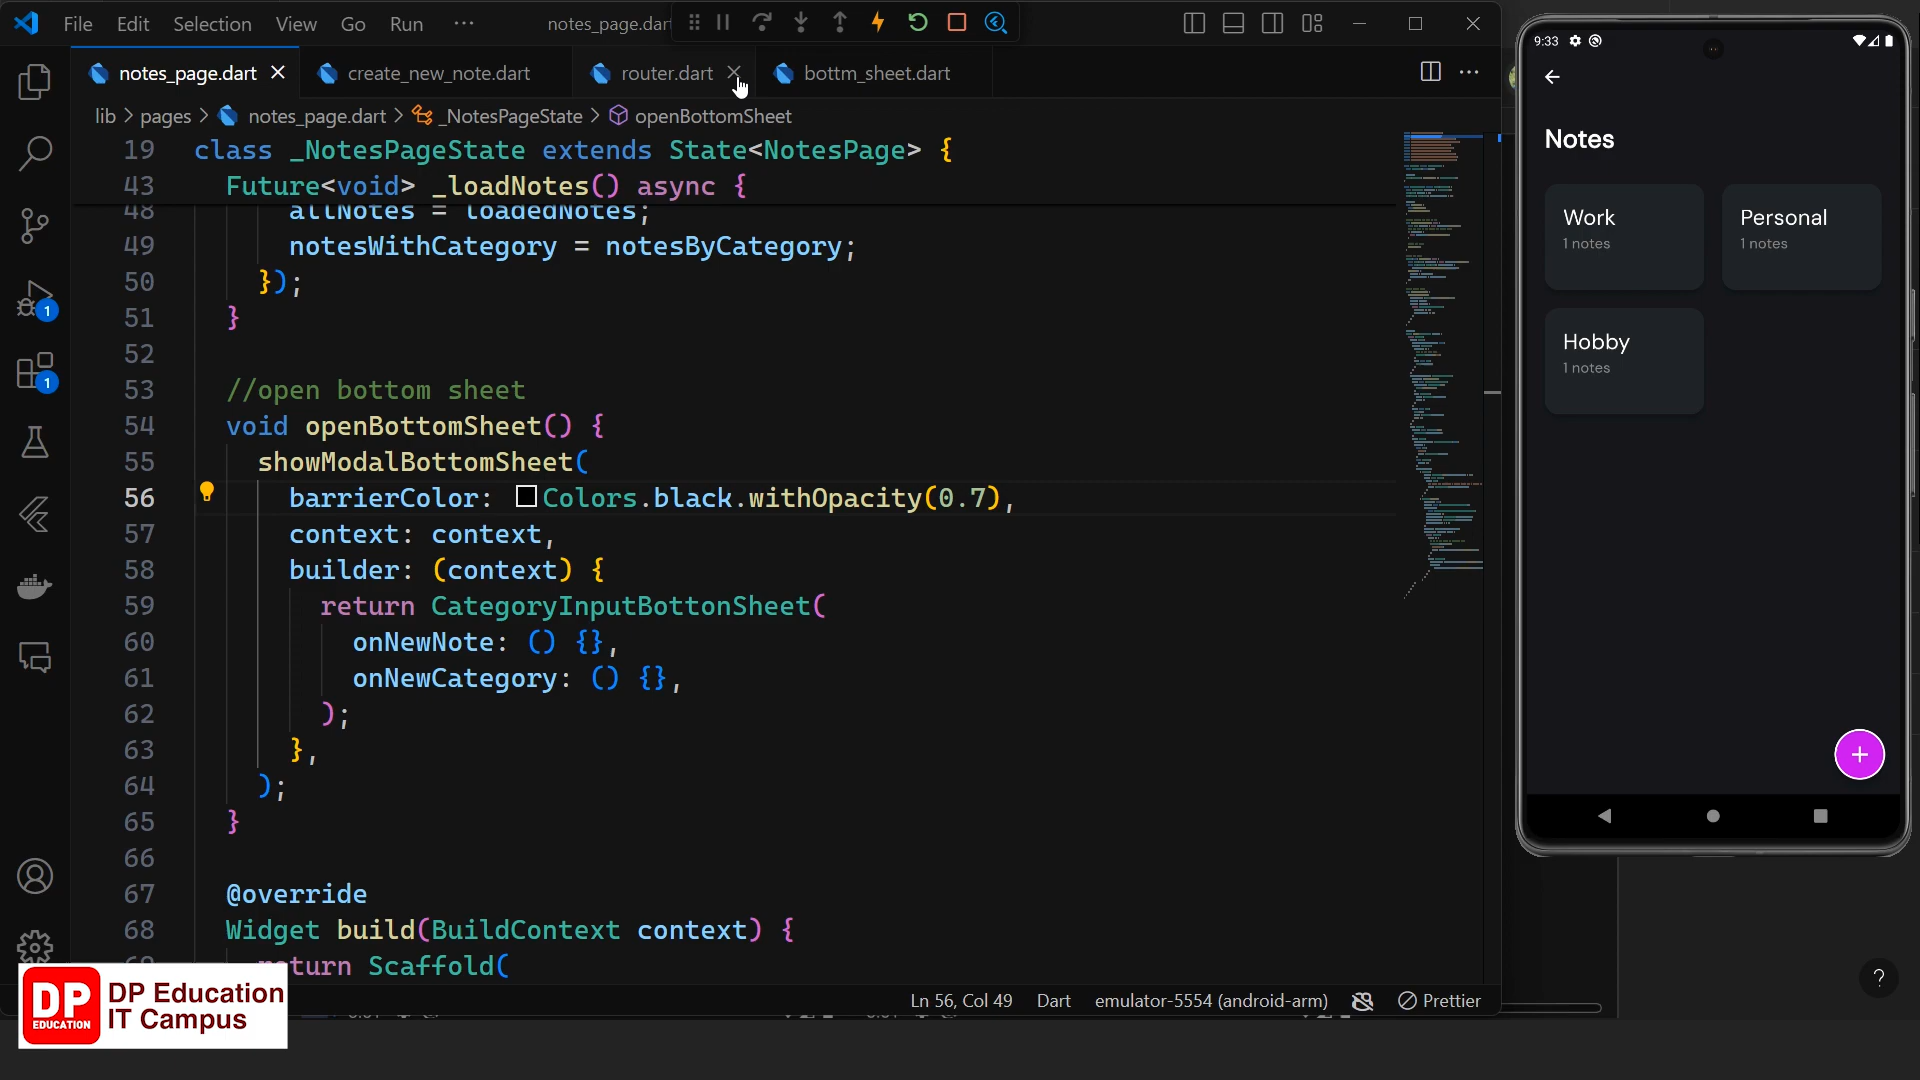 File Edit Selection View Go Run ··· notes_page.dar
notes_page.dart create_new_note.dart router.dart bottm_sheet.dart
lib > pages > notes_page.dart > _NotesPageState > openBottomSheet
19 class _NotesPageState extends State<NotesPage> {
43 Future<void> _loadNotes() async {
48 allNotes = loadedNotes;
49 notesWithCategory = notesByCategory;
50 });
51 }
52
53 //open bottom sheet
54 void openBottomSheet() {
55 showModalBottomSheet(
56 barrierColor: Colors.black.withOpacity(0.7),
57 context: context,
58 builder: (context) {
59 return CategoryInputBottonSheet(
60 onNewNote: () {},
61 onNewCategory: () {},
62 );
63 },
64 );
65 }
66
67 @override
68 Widget build(BuildContext context) {
turn Scaffold(
1
1
Ln 56, Col 49 Dart emulator-5554 (android-arm) Prettier
DP EDUCATION
DP Education
IT Campus
9:33
Notes
Work
1 notes
Personal
1 notes
Hobby
1 notes
+
?